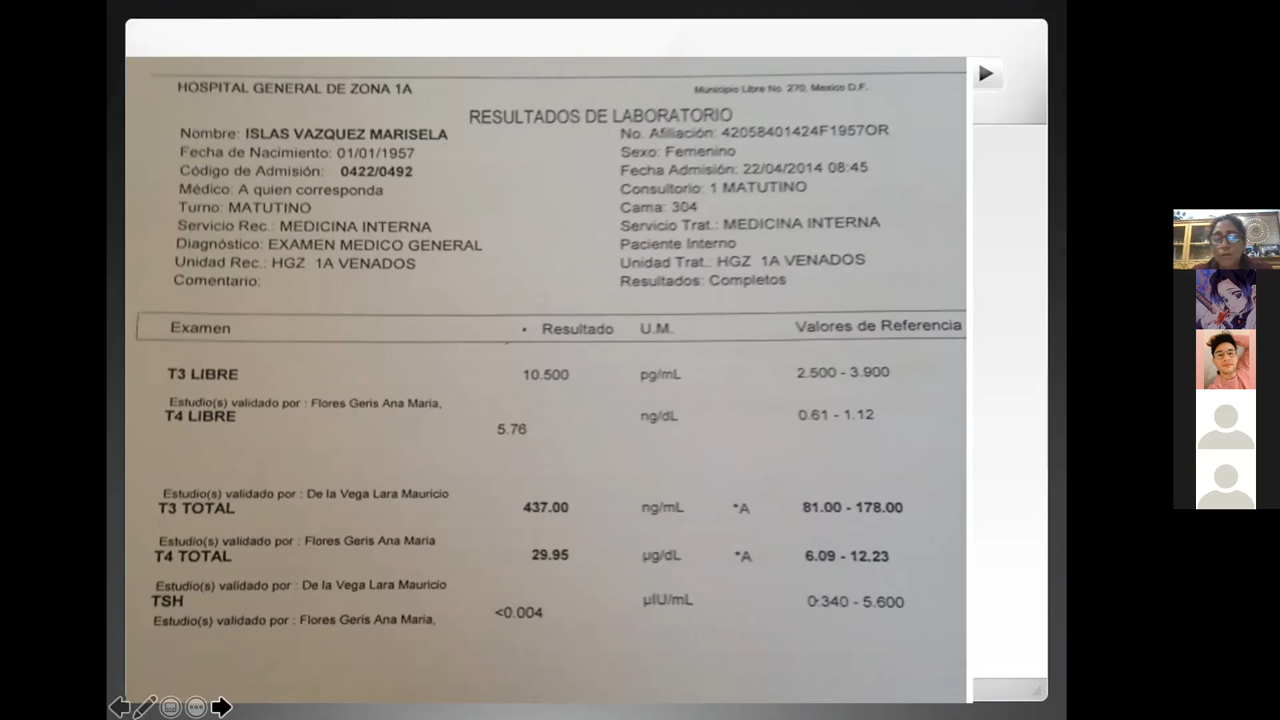 HOSPITAL GENERAL DE ZONA 1A
Municipio Libre No. 270, Mexico D.F.
RESULTADOS DE LABORATORIO
Nombre: ISLAS VAZQUEZ MARISELA
No. Afiliación: 42058401424F1957OR
Fecha de Nacimiento: 01/01/1957
Sexo: Femenino
Código de Admisión: 0422/0492
Fecha Admisión: 22/04/2014 08:45
Médico: A quien corresponda
Consultorio: 1 MATUTINO
Turno: MATUTINO
Cama: 304
Servicio Rec.: MEDICINA INTERNA
Servicio Trat.: MEDICINA INTERNA
Diagnóstico: EXAMEN MEDICO GENERAL
Paciente Interno
Unidad Rec.: HGZ 1A VENADOS
Unidad Trat.: HGZ 1A VENADOS
Comentario:
Resultados: Completos
Examen Resultado U.M. Valores de Referencia
T3 LIBRE 10.500 pg/mL 2.500 - 3.900
Estudio(s) validado por : Flores Geris Ana Maria,
T4 LIBRE 5.76 ng/dL 0.61 - 1.12
Estudio(s) validado por : De la Vega Lara Mauricio
T3 TOTAL 437.00 ng/mL *A 81.00 - 178.00
Estudio(s) validado por : Flores Geris Ana Maria
T4 TOTAL 29.95 µg/dL *A 6.09 - 12.23
Estudio(s) validado por : De la Vega Lara Mauricio
TSH <0.004 µIU/mL 0.340 - 5.600
Estudio(s) validado por : Flores Geris Ana Maria,